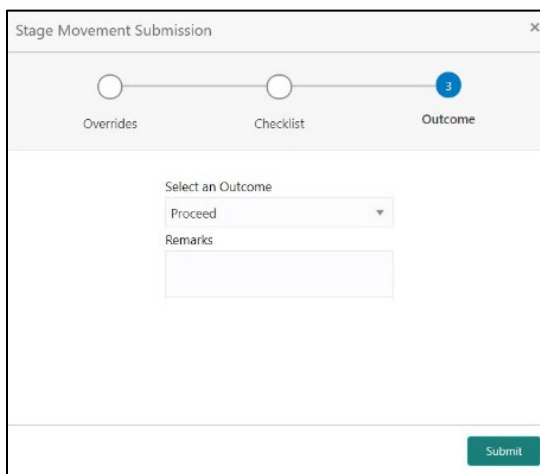 Stage Movement Submission ×
3
Overrides Checklist Outcome
Select an Outcome
Proceed
Remarks
Submit